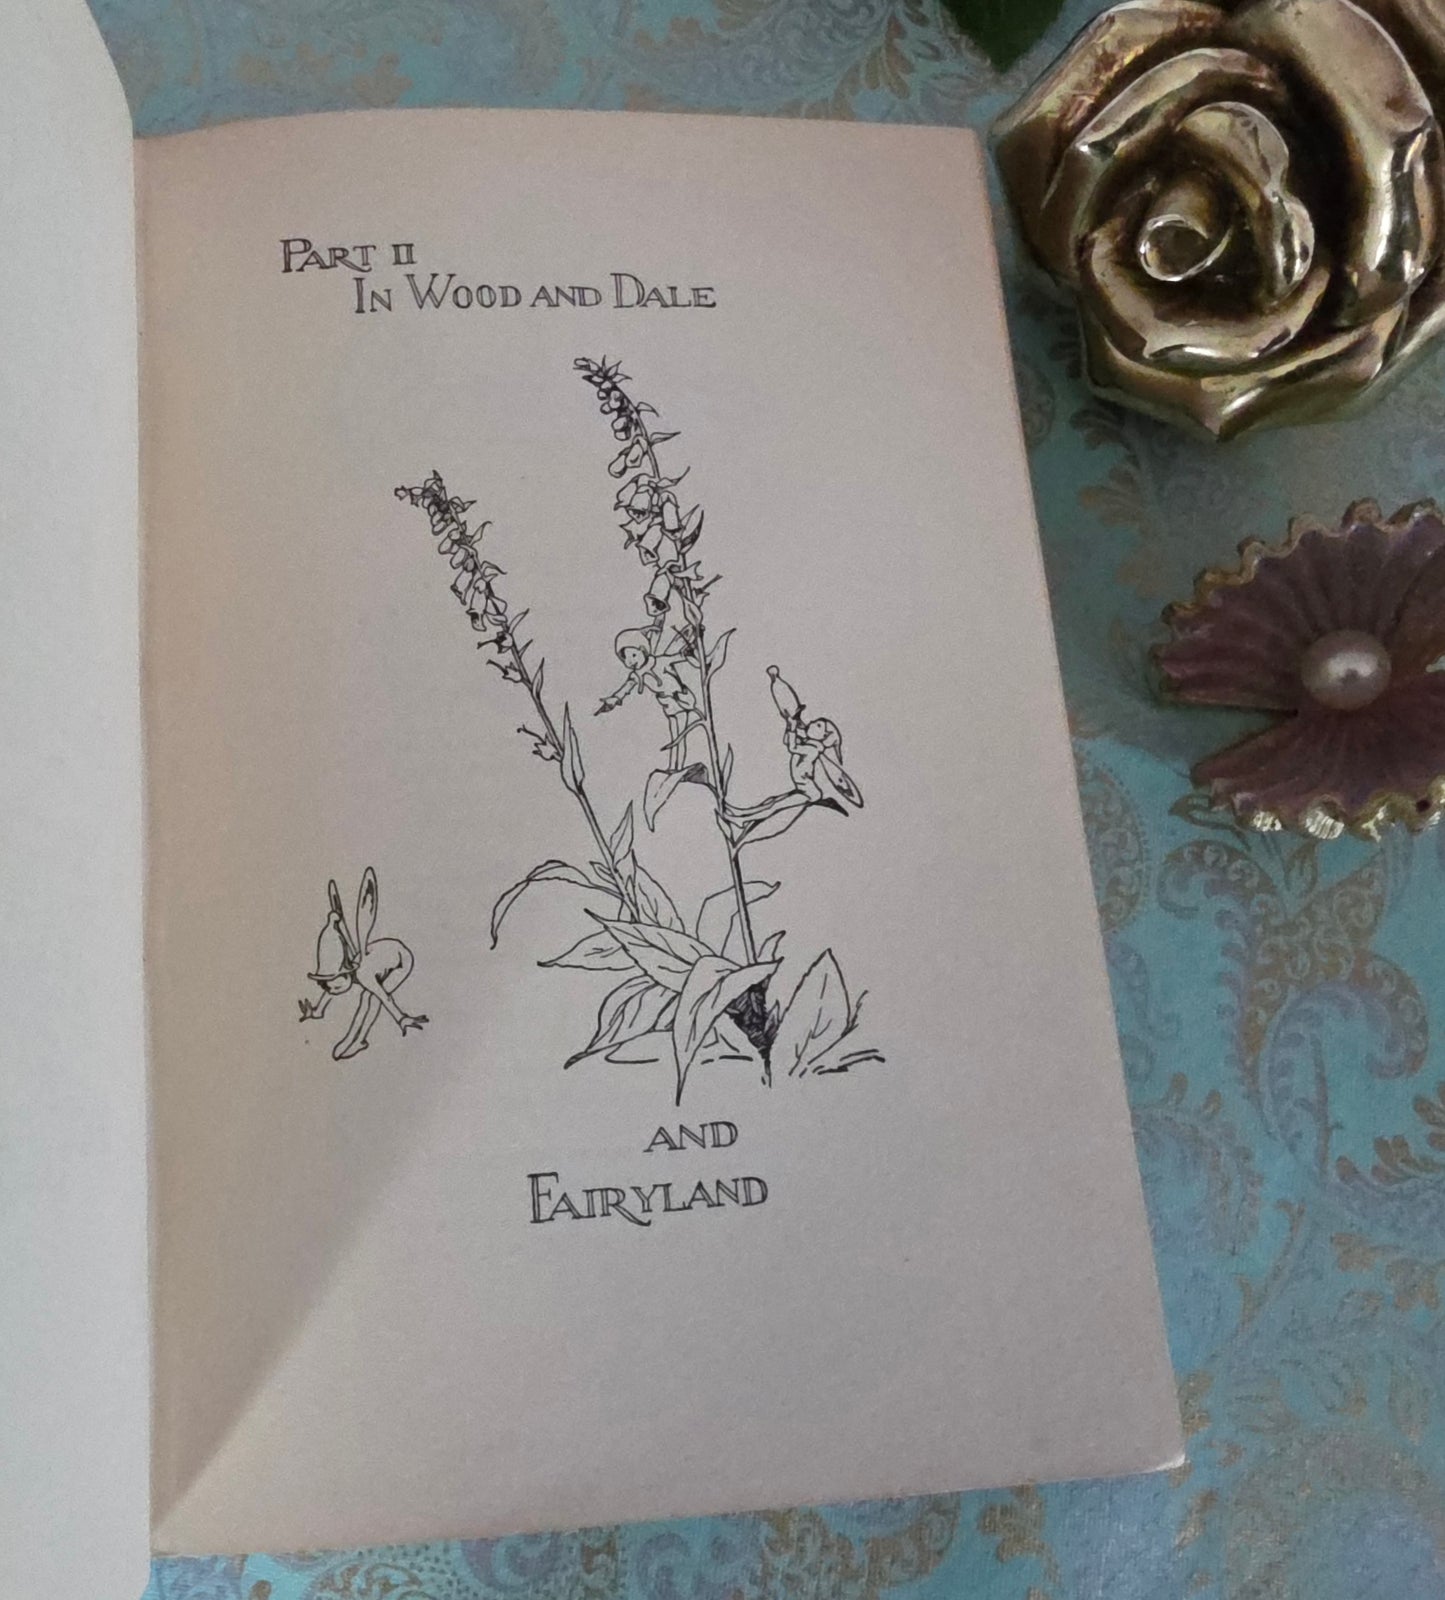 PART II
IN WOOD AND DALE
AND
FAIRYLAND